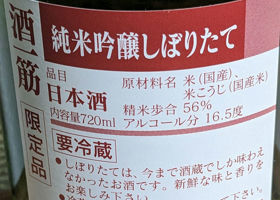 酒一筋
限定品
純米吟醸しぼりたて
品目
日本酒
内容量720ml
原材料名 米(国産)、
米こうじ(国産米)
精米歩合 56%
アルコール分 16.5度
要冷蔵
●しぼりたては、今まで酒蔵でしか味わえ
なかったお酒です。新鮮な味と香りを
お楽しみ下さい。